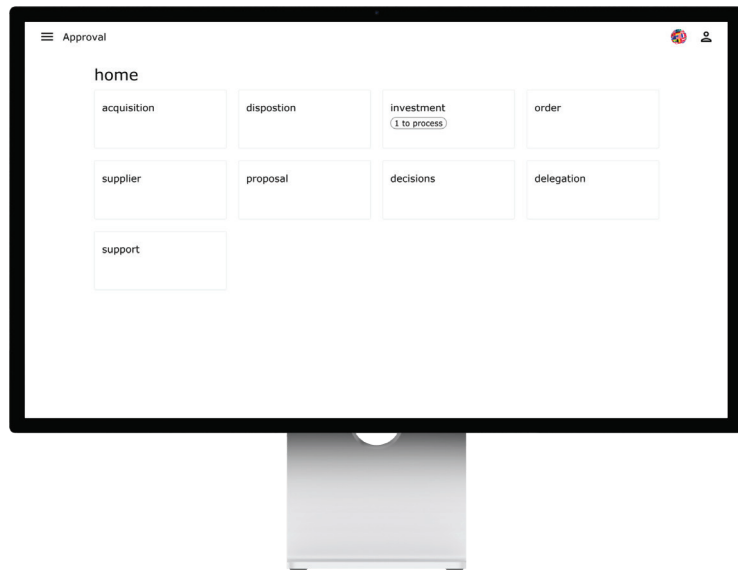 Approval
home
acquisition
dispostion
investment
order
1 to process
supplier
proposal
decisions
delegation
support